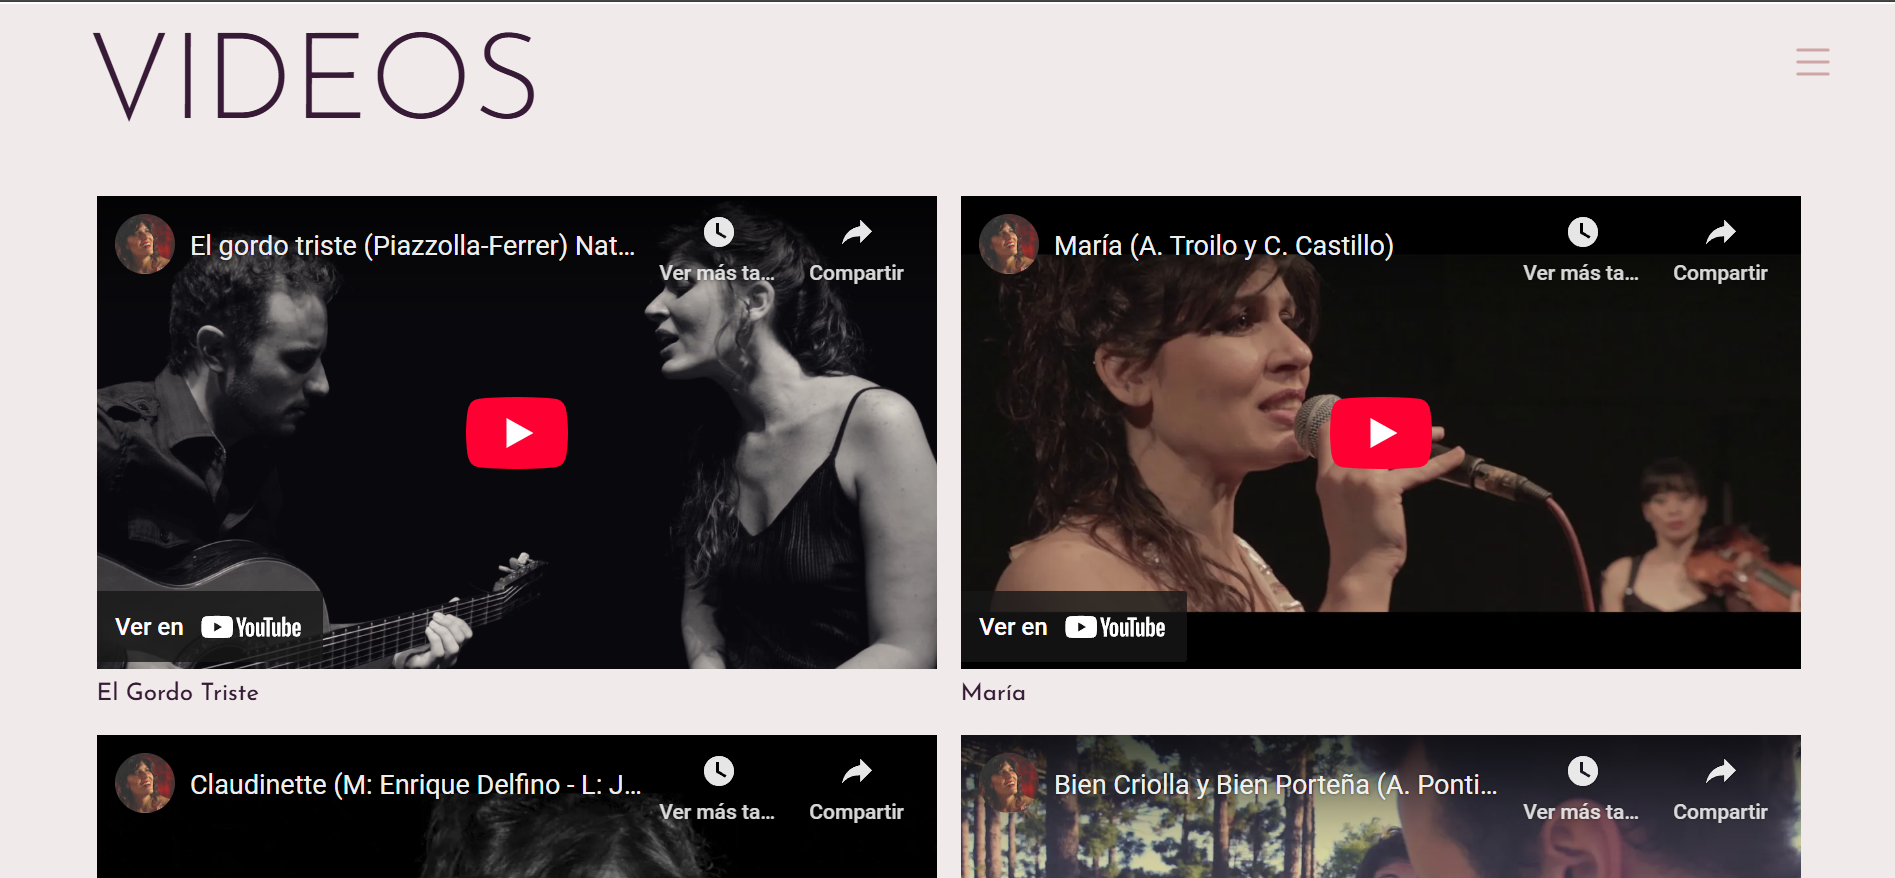 VIDEOS
El gordo triste (Piazzolla-Ferrer) Nat...
Ver más ta...
Compartir
Ver en YouTube
El Gordo Triste
María (A. Troilo y C. Castillo)
Ver más ta...
Compartir
Ver en YouTube
María
Claudinette (M: Enrique Delfino - L: J...
Ver más ta...
Compartir
Bien Criolla y Bien Porteña (A. Ponti...
Ver más ta...
Compartir